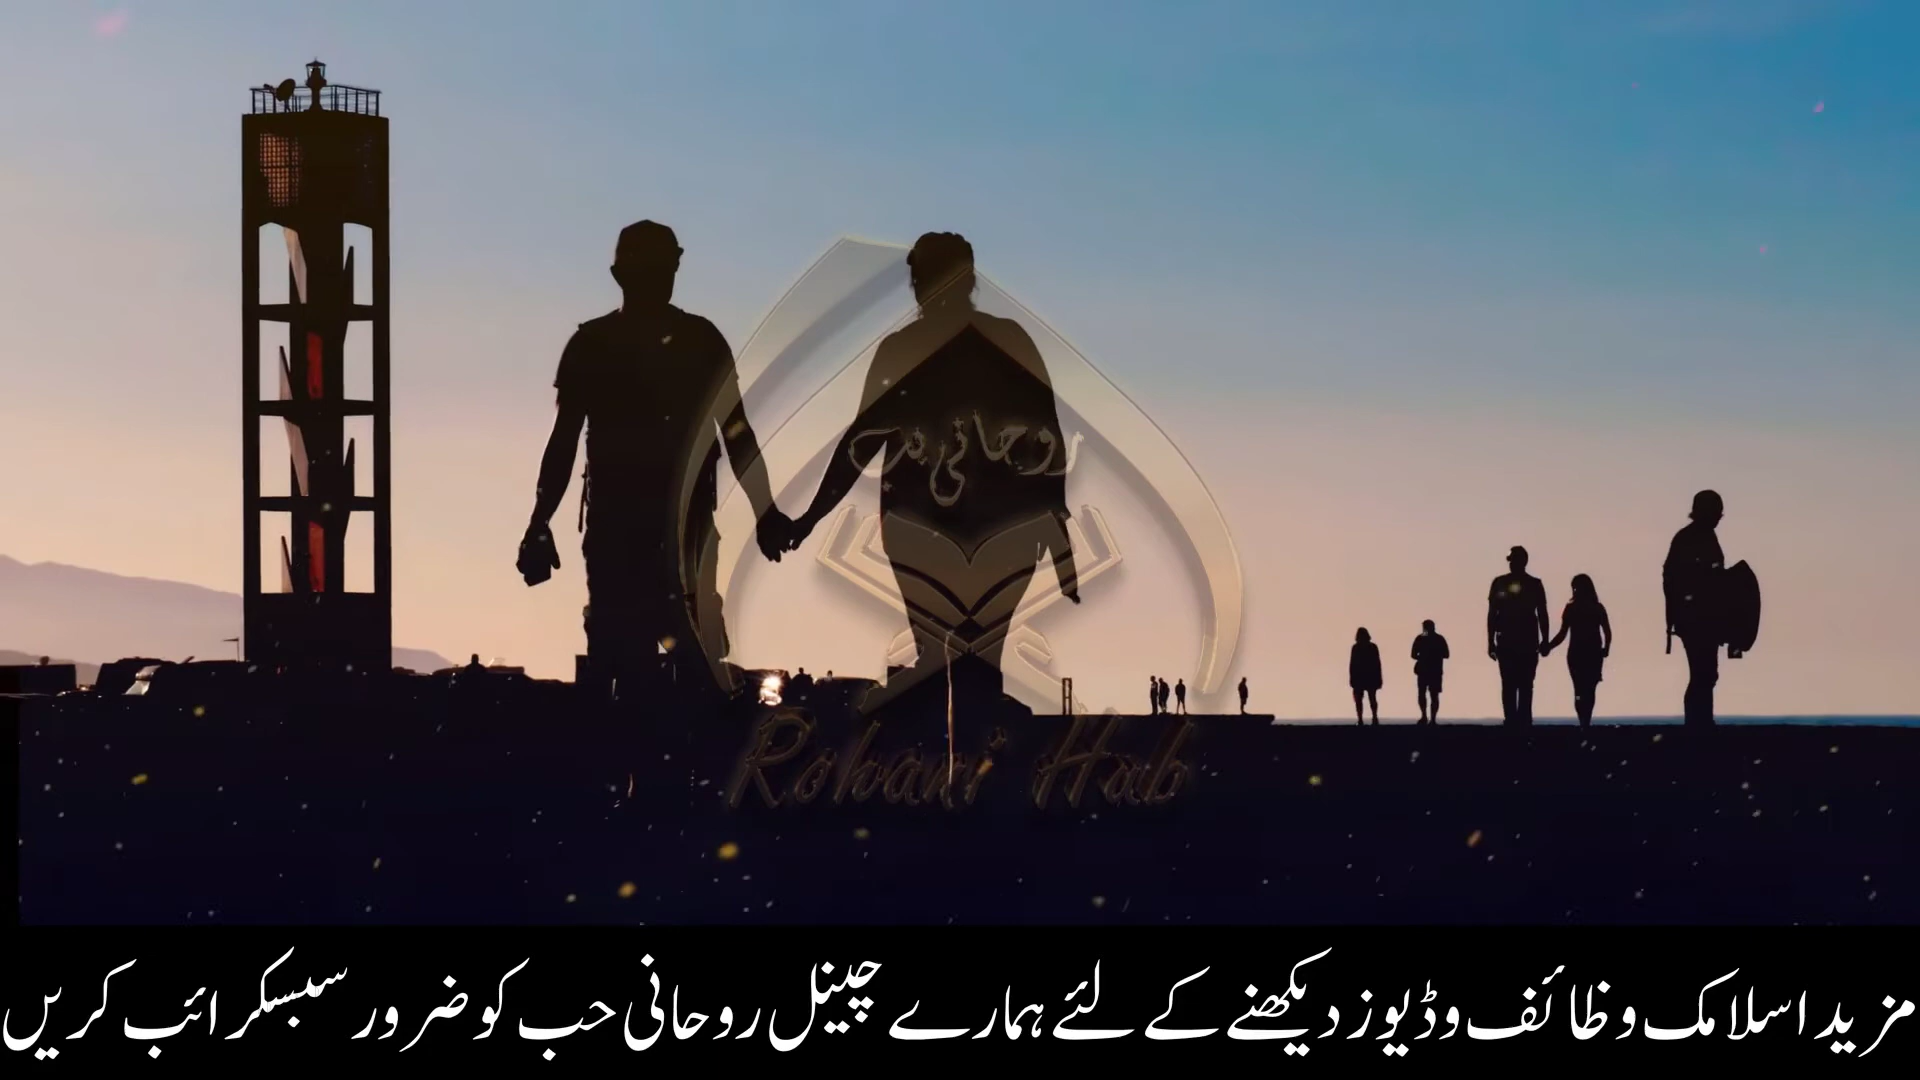 روحانی حب
Rohani Hab
مزید اسلامک وظائف وڈیوز دیکھنے کے لئے ہمارے چینل روحانی حب کو ضرور سبسکرائب کریں